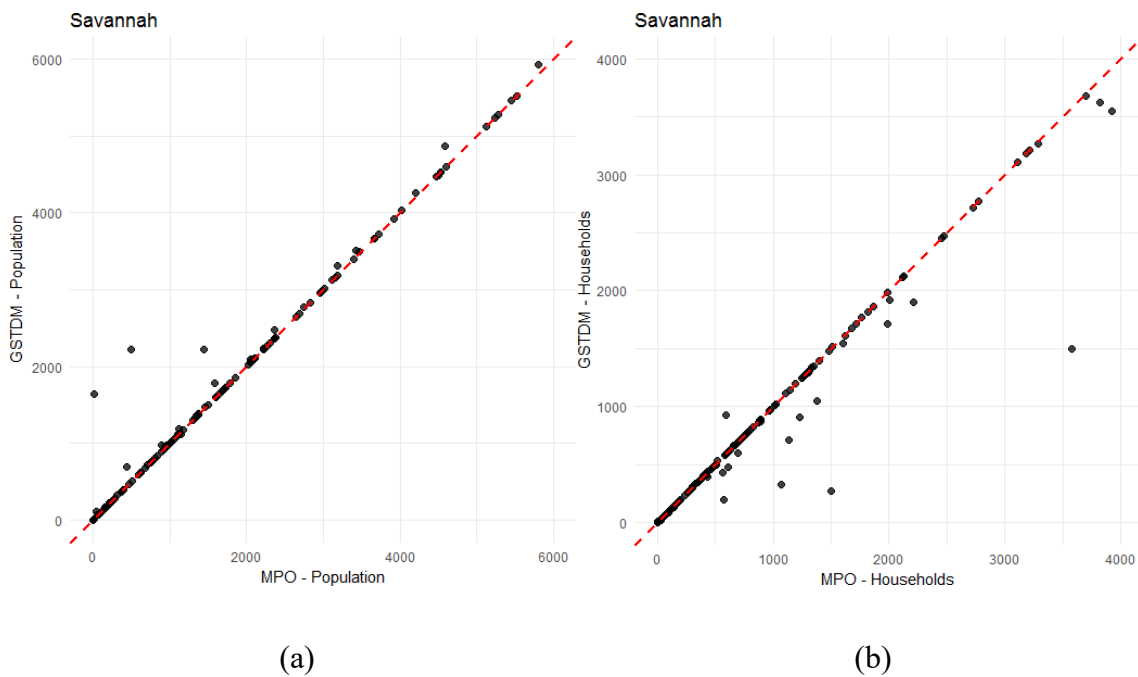 Savannah
6000
4000
2000
0
GSTDM - Population
0 2000 4000 6000
MPO - Population
(a)
Savannah
4000
3000
2000
1000
0
GSTDM - Households
0 1000 2000 3000 4000
MPO - Households
(b)